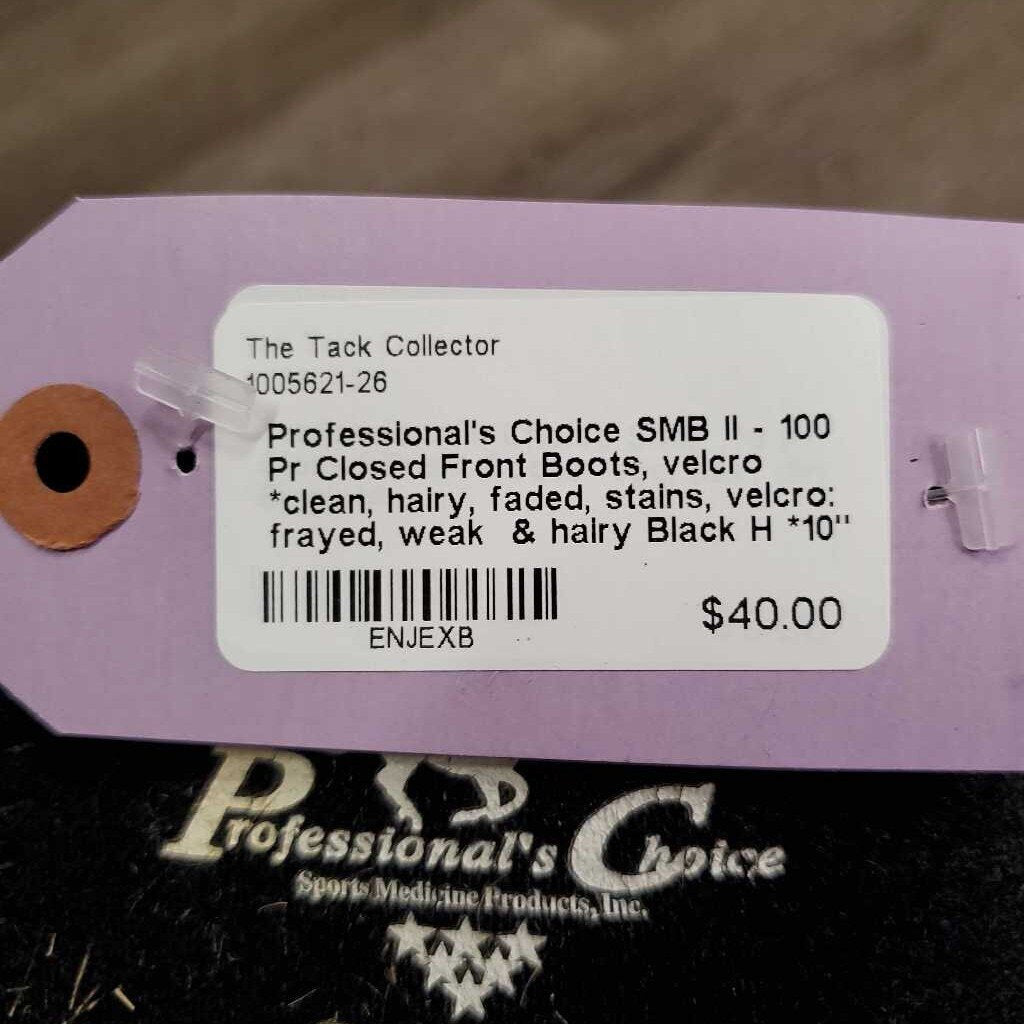 The Tack Collector
1005621-26
Professional's Choice SMB II - 100
Pr Closed Front Boots, velcro
*clean, hairy, faded, stains, velcro:
frayed, weak & hairy Black H *10"
ENJEXB
$40.00
Professional's Choice
Sports Medicine Products, Inc.